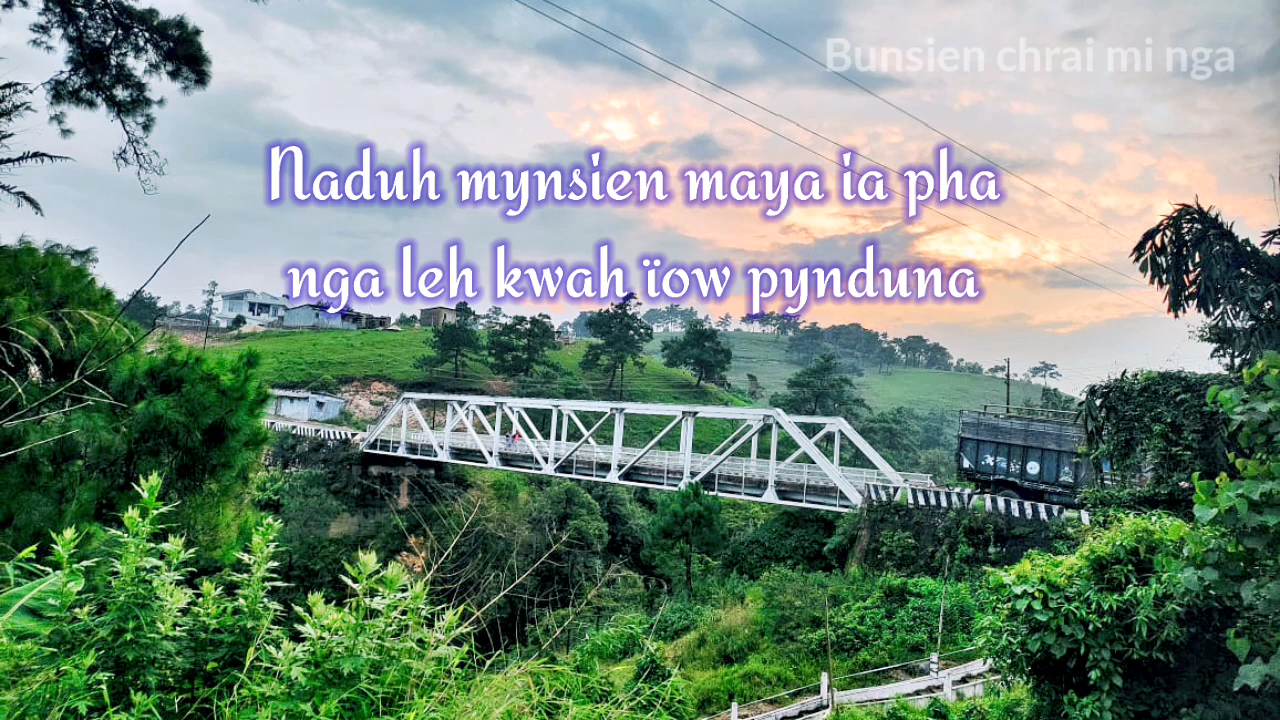 Bunsien chrai mi nga
Naduh mynsien maya ia pha
nga leh kwah ïow pynduna